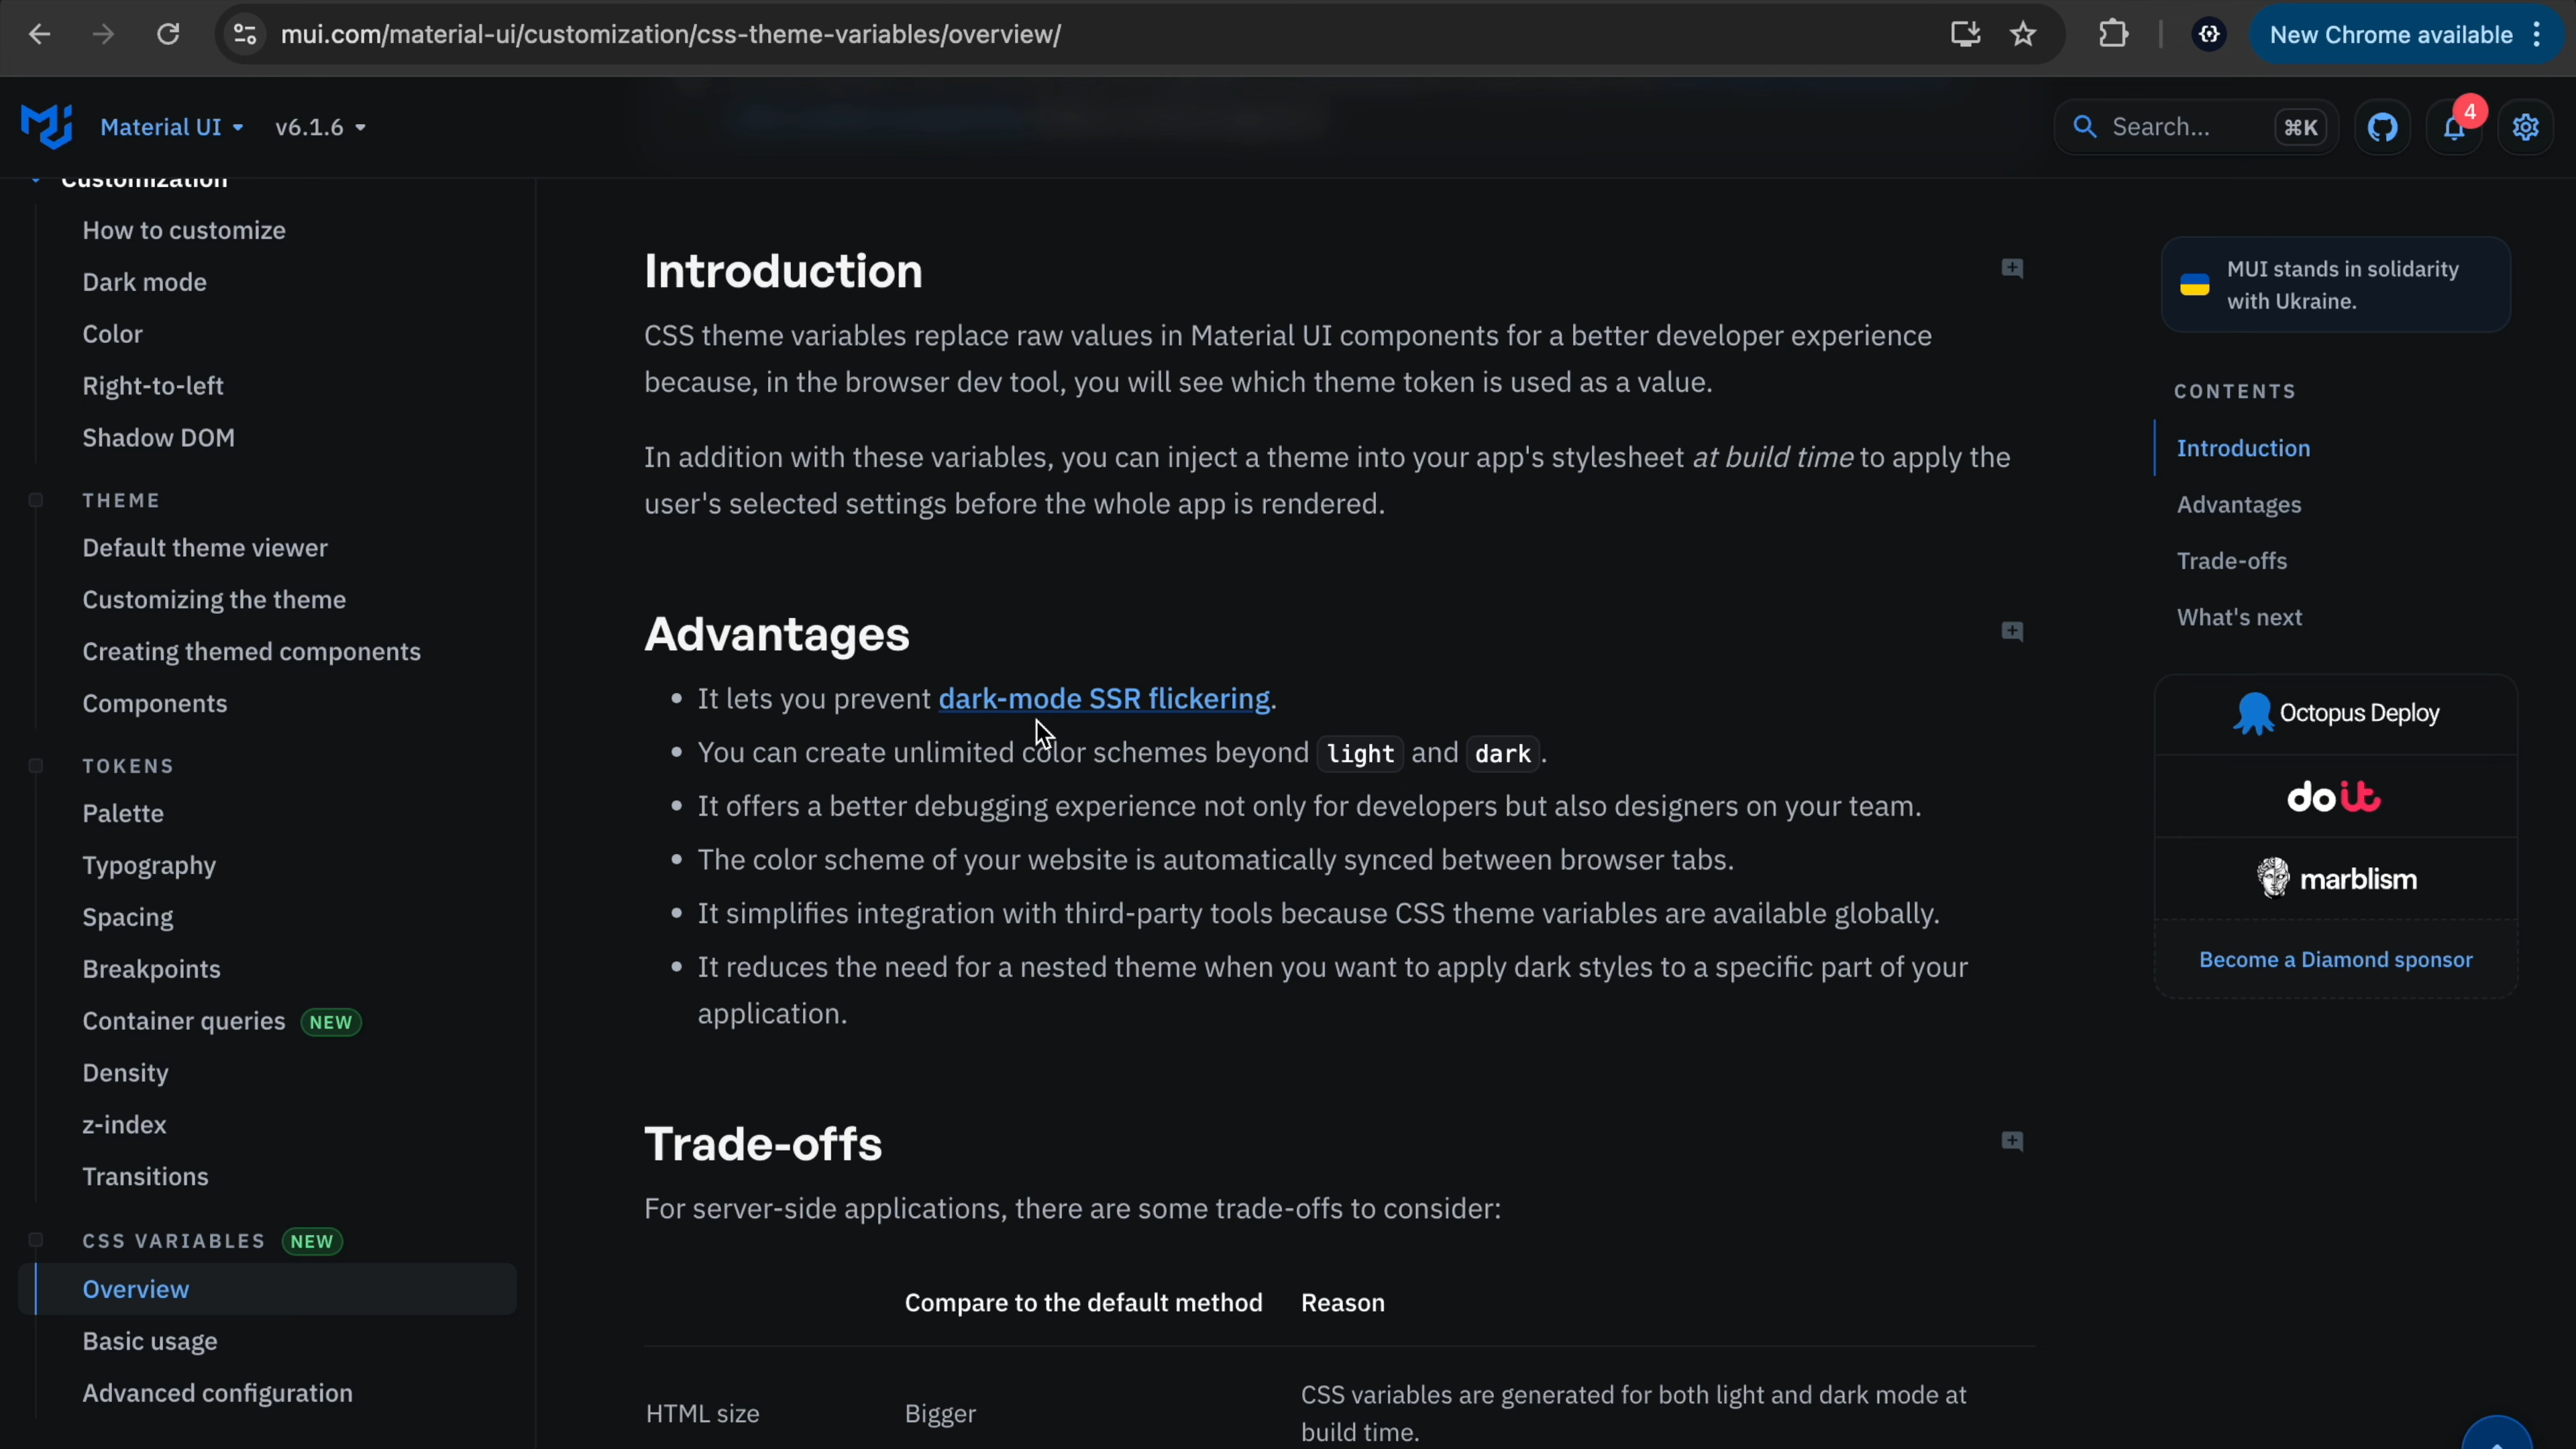 mui.com/material-ui/customization/css-theme-variables/overview/
New Chrome available
Material UI
v6.1.6
Search...
⌘K
4
Customization
How to customize
Dark mode
Color
Right-to-left
Shadow DOM
THEME
Default theme viewer
Customizing the theme
Creating themed components
Components
TOKENS
Palette
Typography
Spacing
Breakpoints
Container queries NEW
Density
z-index
Transitions
CSS VARIABLES NEW
Overview
Basic usage
Advanced configuration
Introduction
CSS theme variables replace raw values in Material UI components for a better developer experience
because, in the browser dev tool, you will see which theme token is used as a value.
In addition with these variables, you can inject a theme into your app's stylesheet at build time to apply the
user's selected settings before the whole app is rendered.
Advantages
• It lets you prevent dark-mode SSR flickering.
• You can create unlimited color schemes beyond light and dark.
• It offers a better debugging experience not only for developers but also designers on your team.
• The color scheme of your website is automatically synced between browser tabs.
• It simplifies integration with third-party tools because CSS theme variables are available globally.
• It reduces the need for a nested theme when you want to apply dark styles to a specific part of your
application.
Trade-offs
For server-side applications, there are some trade-offs to consider:
Compare to the default method Reason
HTML size Bigger CSS variables are generated for both light and dark mode at
build time.
MUI stands in solidarity
with Ukraine.
CONTENTS
Introduction
Advantages
Trade-offs
What's next
Octopus Deploy
doit
marblism
Become a Diamond sponsor